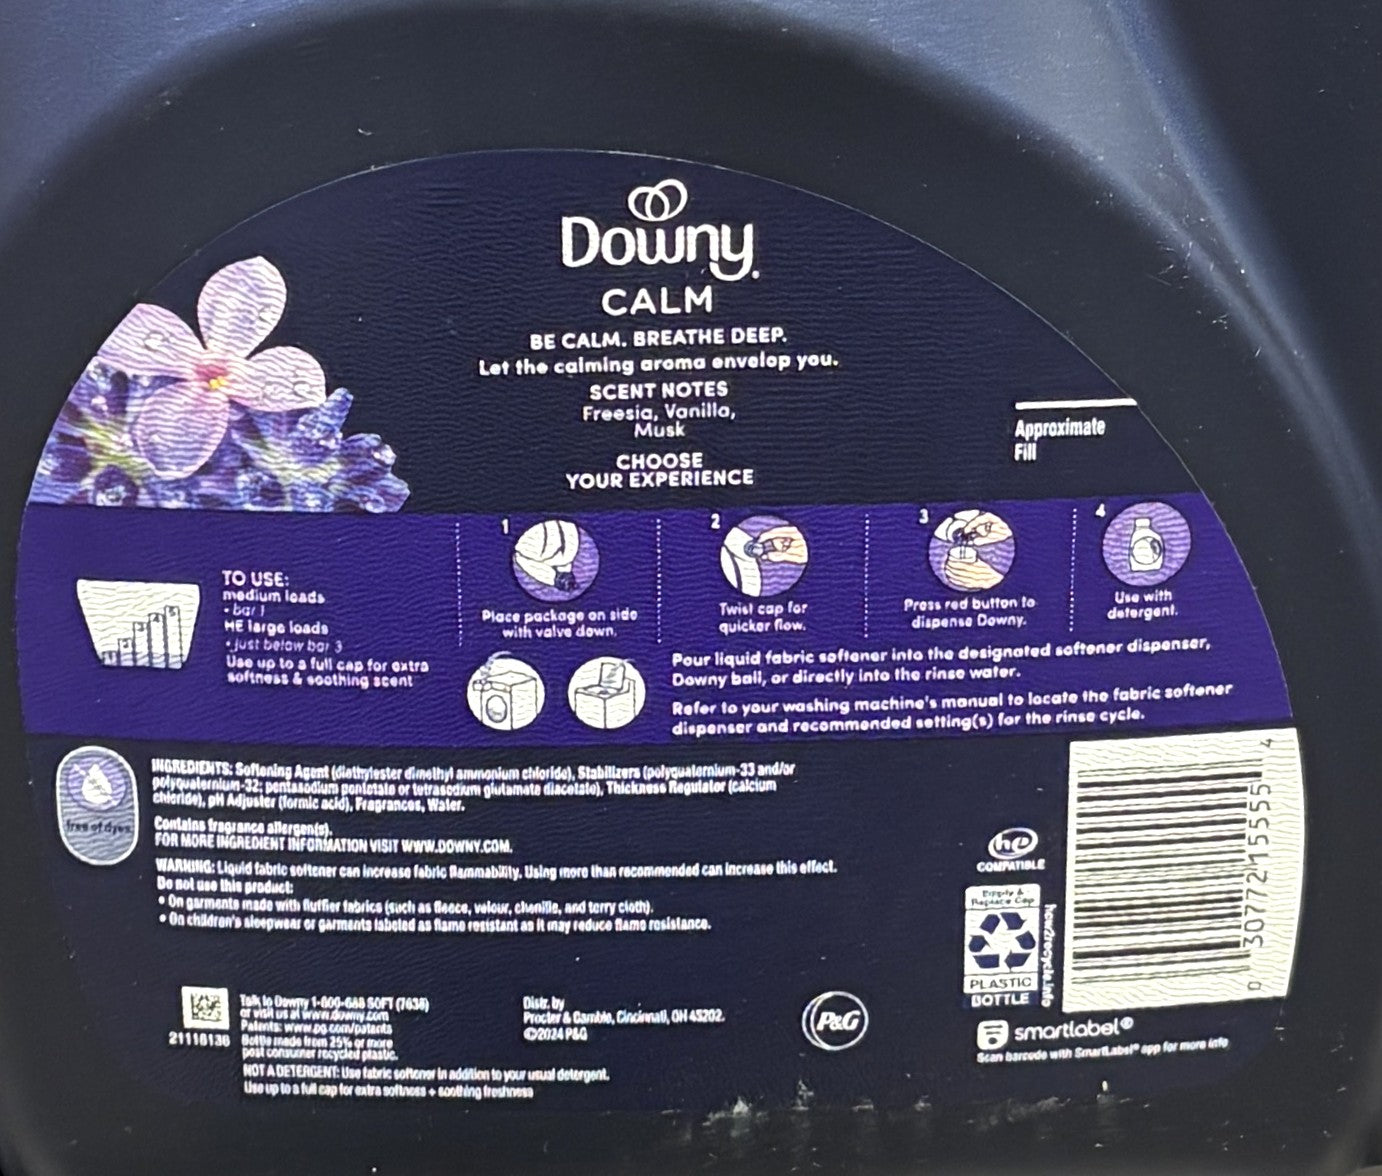 Downy
CALM
BE CALM. BREATHE DEEP.
Let the calming aroma envelop you.
SCENT NOTES
Freesia, Vanilla,
Musk
CHOOSE
YOUR EXPERIENCE
Approximate
Fill
TO USE:
medium loads
• bar 1
HE large loads
• just below bar 3
Use up to a full cap for extra
softness & soothing scent
1
Place package on side
with valve down.
2
Twist cap for
quicker flow.
3
Press red button to
dispense Downy.
4
Use with
detergent.
Pour liquid fabric softener into the designated softener dispenser,
Downy ball, or directly into the rinse water.
Refer to your washing machine's manual to locate the fabric softener
dispenser and recommended setting(s) for the rinse cycle.
free of dyes
INGREDIENTS: Softening Agent (diethylester dimethyl ammonium chloride), Stabilizers (polyquaternium-33 and/or
polyquaternium-32; pentasodium pentetate or tetrasodium glutamate diacetate), Thickness Regulator (calcium
chloride), pH Adjuster (formic acid), Fragrances, Water.
Contains fragrance allergen(s).
FOR MORE INGREDIENT INFORMATION VISIT WWW.DOWNY.COM.
WARNING: Liquid fabric softener can increase fabric flammability. Using more than recommended can increase this effect.
Do not use this product:
• On garments made with fluffier fabrics (such as fleece, velour, chenille, and terry cloth).
• On children's sleepwear or garments labeled as flame resistant as it may reduce flame resistance.
he
COMPATIBLE
Empty &
Replace Cap
PLASTIC
BOTTLE
how2recycle.info
0 30772 15555 4
21118136
Talk to Downy 1-800-688 SOFT (7638)
or visit us at www.downy.com
Patents: www.pg.com/patents
Bottle made from 25% or more
post consumer recycled plastic.
NOT A DETERGENT: Use fabric softener in addition to your usual detergent.
Use up to a full cap for extra softness + soothing freshness
Distr. by
Procter & Gamble, Cincinnati, OH 45202.
©2024 P&G
P&G
smartlabel®
Scan barcode with SmartLabel® app for more info